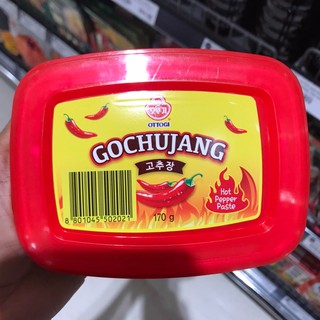 OTTOGI
GOCHUJANG
고추장
Hot
Pepper
Paste
8 801045 502021
170 g